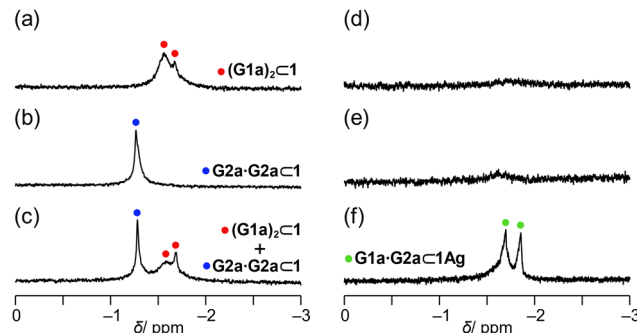 (a)
(G1a)₂⊂1
(b)
G2a·G2a⊂1
(c)
(G1a)₂⊂1
+
G2a·G2a⊂1
0 –1 –2 –3
δ/ ppm
(d)
(e)
(f)
G1a·G2a⊂1Ag
0 –1 –2 –3
δ/ ppm